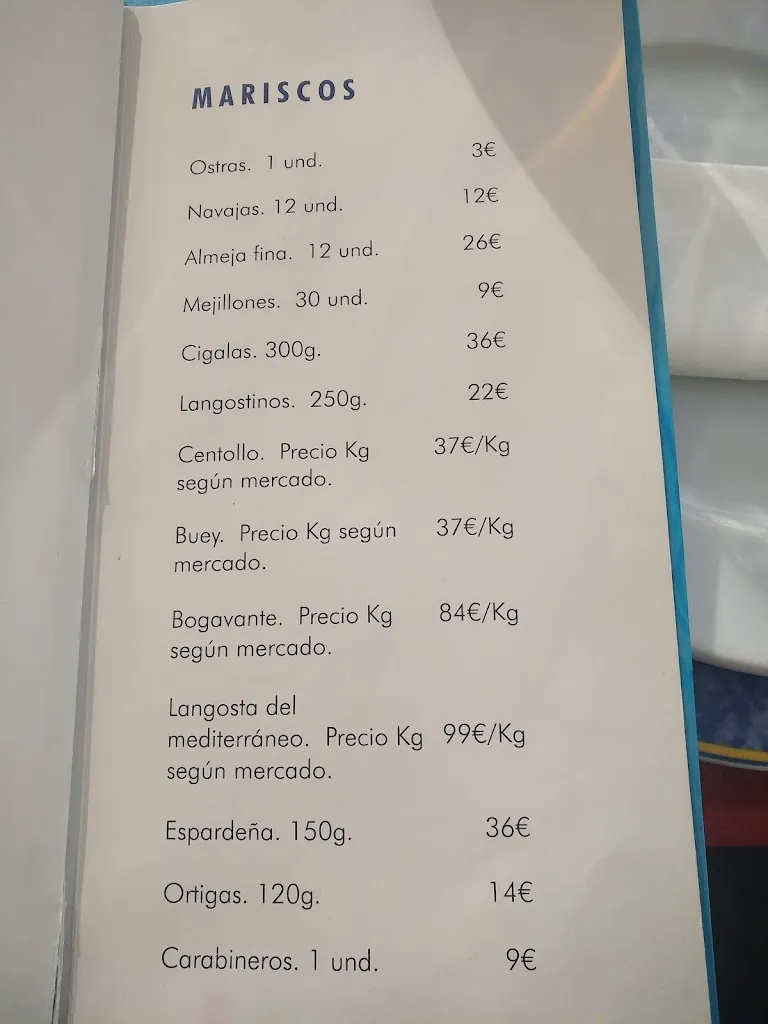 MARISCOS
Ostras. 1 und. 3€
Navajas. 12 und. 12€
Almeja fina. 12 und. 26€
Mejillones. 30 und. 9€
Cigalas. 300g. 36€
Langostinos. 250g. 22€
Centollo. Precio Kg 37€/Kg
según mercado.
Buey. Precio Kg según 37€/Kg
mercado.
Bogavante. Precio Kg 84€/Kg
según mercado.
Langosta del
mediterráneo. Precio Kg 99€/Kg
según mercado.
Espardeña. 150g. 36€
Ortigas. 120g. 14€
Carabineros. 1 und. 9€